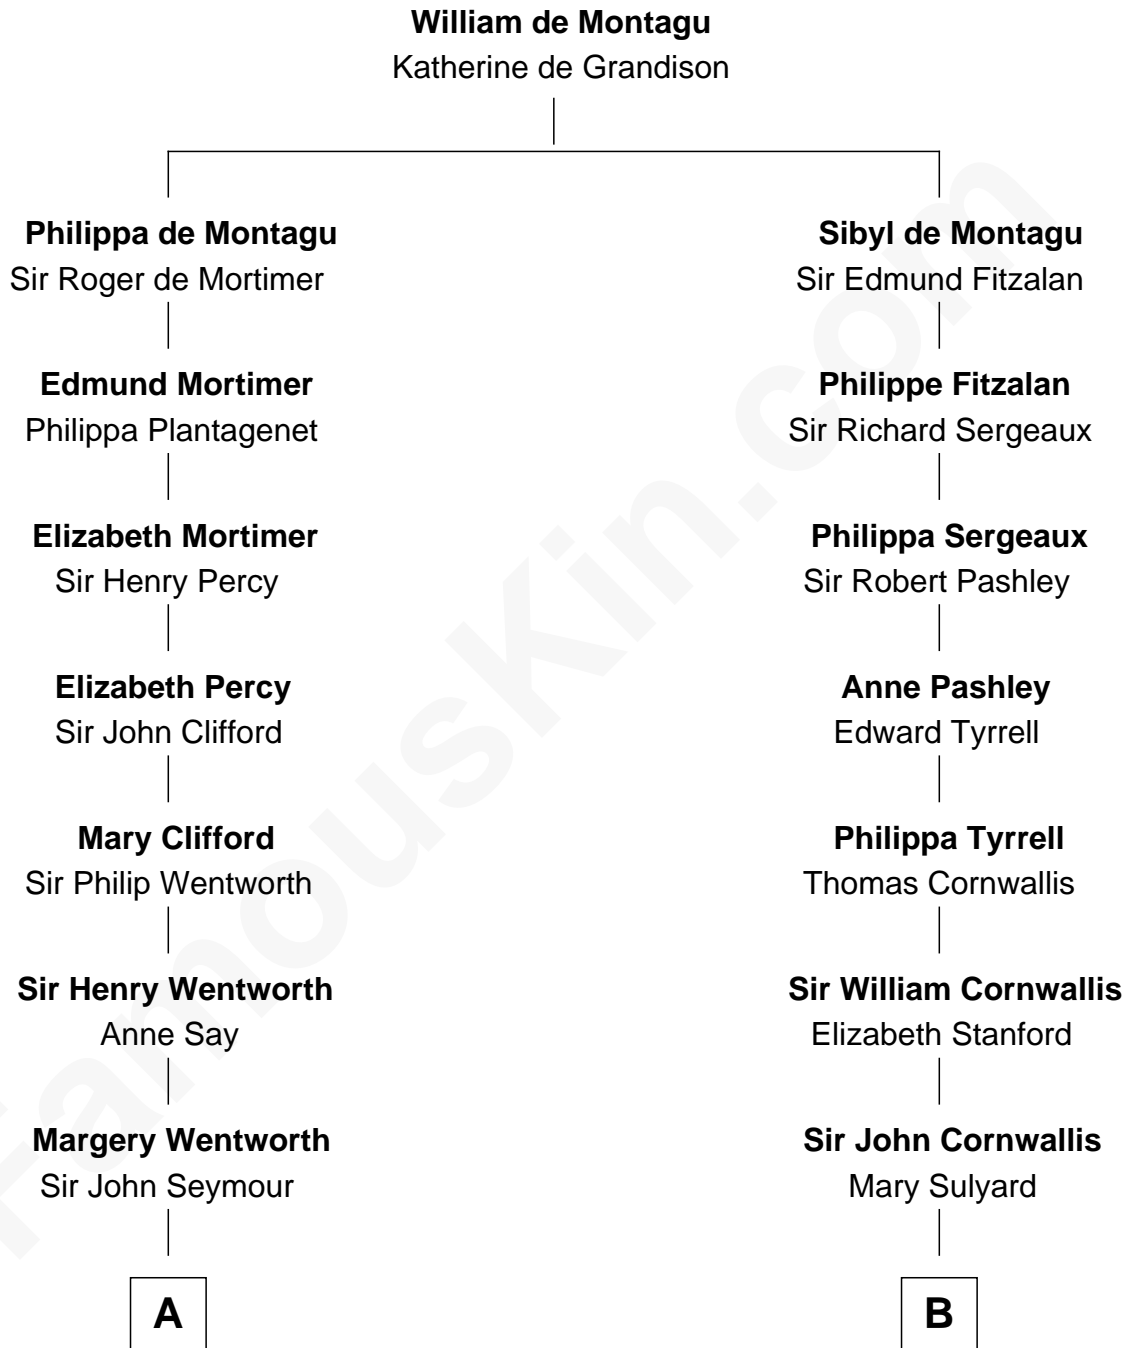 William de Montagu
Katherine de Grandison
Philippa de Montagu
Sir Roger de Mortimer
Sibyl de Montagu
Sir Edmund Fitzalan
Edmund Mortimer
Philippa Plantagenet
Philippe Fitzalan
Sir Richard Sergeaux
Elizabeth Mortimer
Sir Henry Percy
Philippa Sergeaux
Sir Robert Pashley
Elizabeth Percy
Sir John Clifford
Anne Pashley
Edward Tyrrell
Mary Clifford
Sir Philip Wentworth
Philippa Tyrrell
Thomas Cornwallis
Sir Henry Wentworth
Anne Say
Sir William Cornwallis
Elizabeth Stanford
Margery Wentworth
Sir John Seymour
Sir John Cornwallis
Mary Sulyard
A
B
FamousKin.com